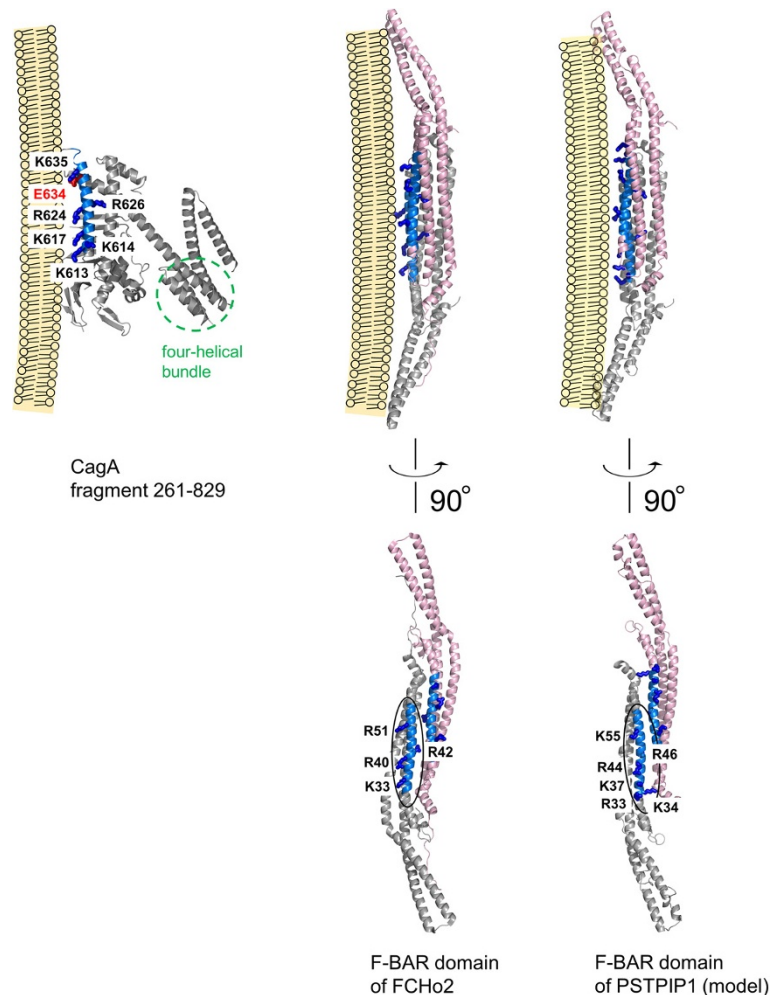 K635
E634
R624
R626
K617
K614
K613
four-helical
bundle
CagA
fragment 261-829
90°
90°
R51
R42
R40
K33
K55
R46
R44
K37
R33
K34
F-BAR domain
of FCHo2
F-BAR domain
of PSTPIP1 (model)